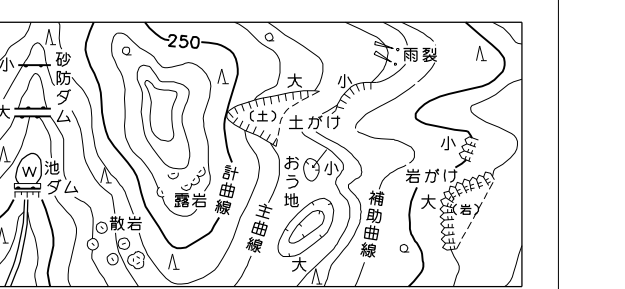 250
小
砂防ダム
大
W
池ダム
大
小
雨裂
(土)
土がけ
小
おう地
小
岩がけ
大
(岩)
露岩
計曲線
主曲線
補助曲線
散岩
大